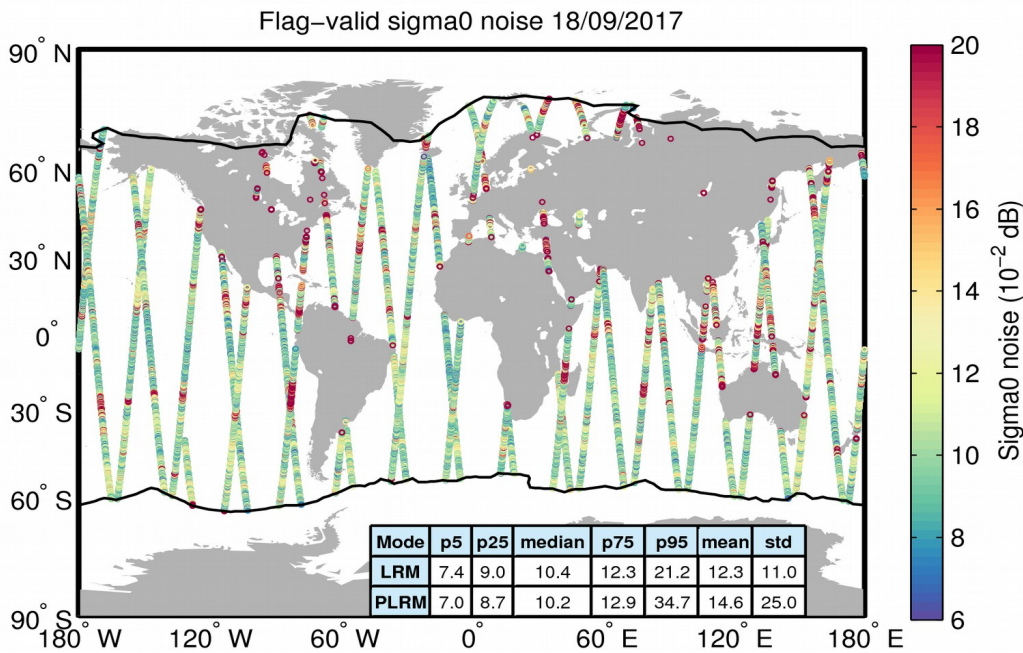 Flag−valid sigma0 noise 18/09/2017
90° N
60° N
30° N
0°
30° S
60° S
90° S
180° W
120° W
60° W
0°
60° E
120° E
180° E
20
18
16
14
12
10
8
6
Sigma0 noise (10⁻² dB)
Mode p5 p25 median p75 p95 mean std
LRM 7.4 9.0 10.4 12.3 21.2 12.3 11.0
PLRM 7.0 8.7 10.2 12.9 34.7 14.6 25.0